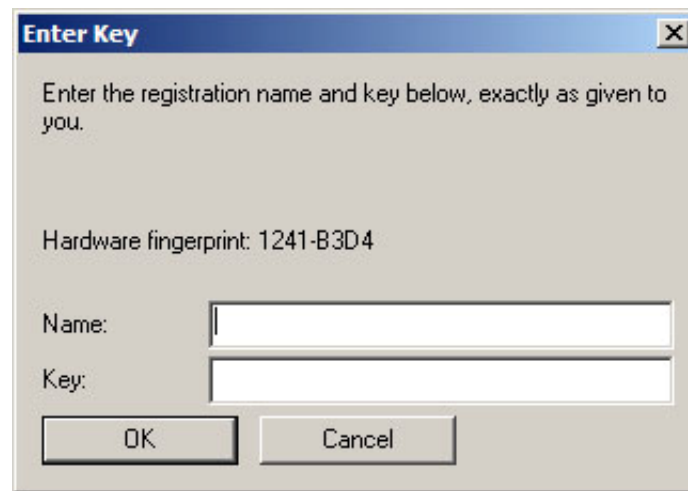 Enter Key
Enter the registration name and key below, exactly as given to
you.
Hardware fingerprint: 1241-B3D4
Name:
Key:
OK
Cancel